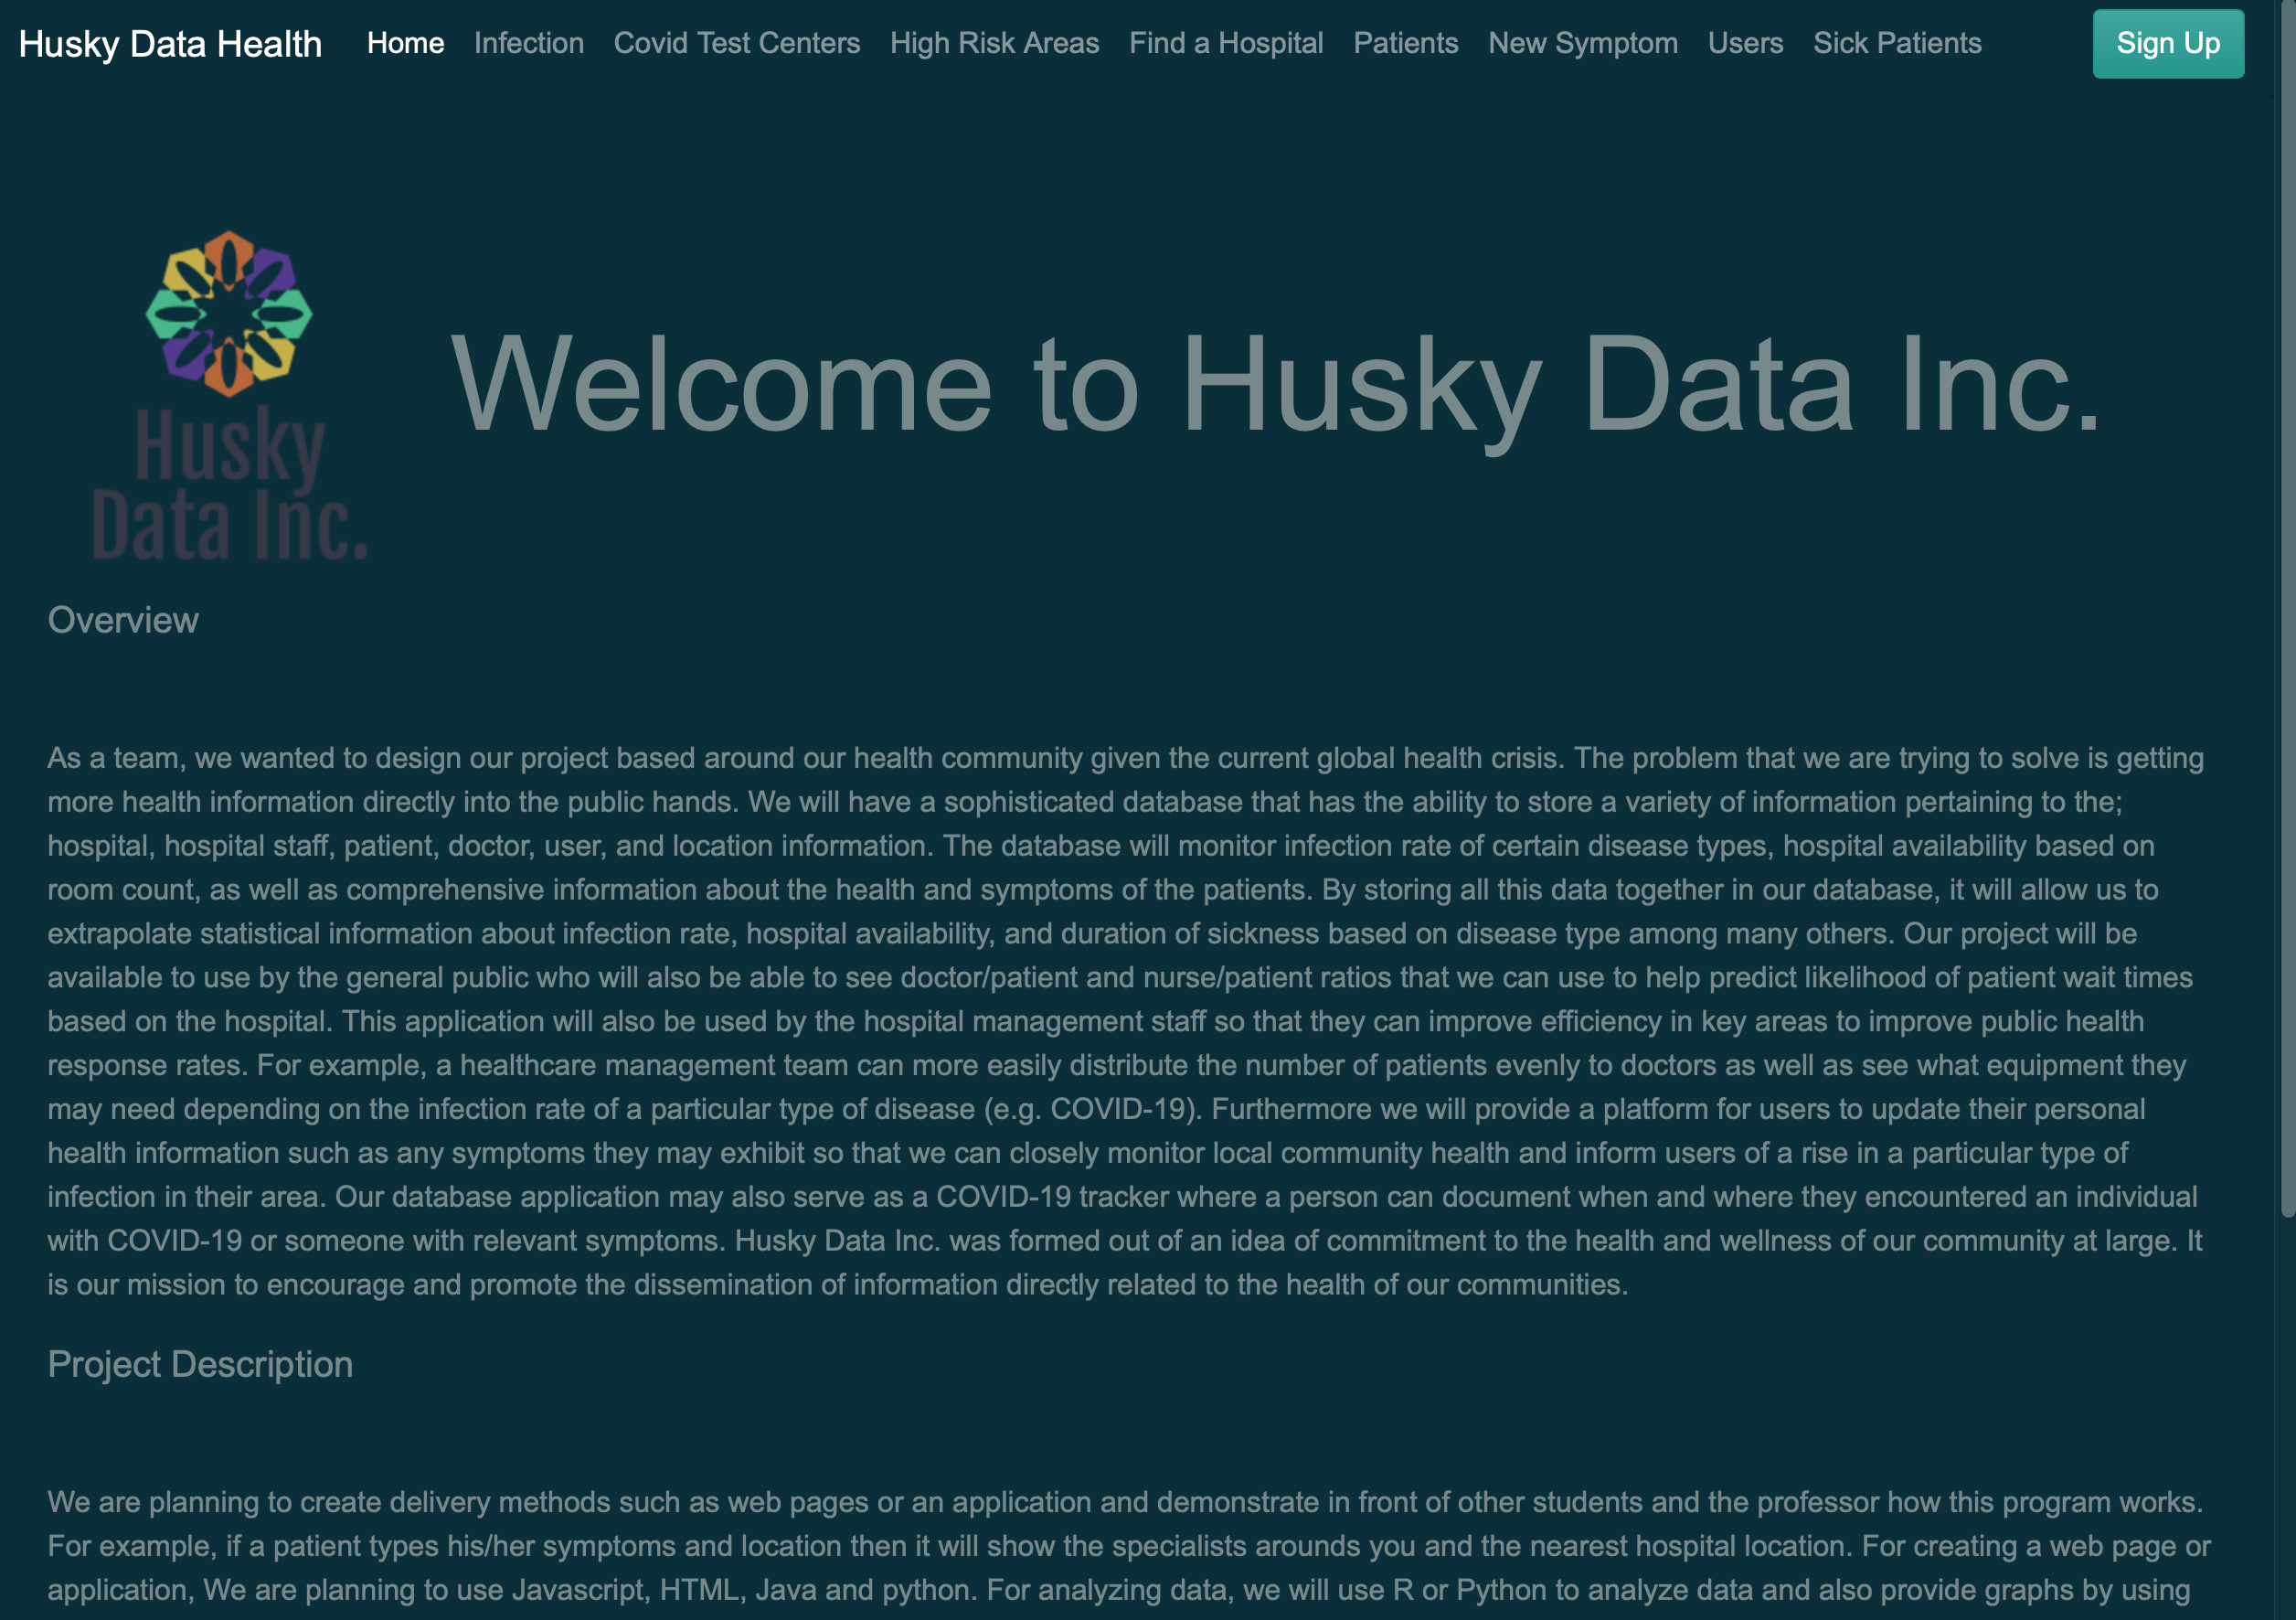 Husky Data Health Home Infection Covid Test Centers High Risk Areas Find a Hospital Patients New Symptom Users Sick Patients Sign Up
Husky
Data Inc.
Welcome to Husky Data Inc.
Overview
As a team, we wanted to design our project based around our health community given the current global health crisis. The problem that we are trying to solve is getting
more health information directly into the public hands. We will have a sophisticated database that has the ability to store a variety of information pertaining to the;
hospital, hospital staff, patient, doctor, user, and location information. The database will monitor infection rate of certain disease types, hospital availability based on
room count, as well as comprehensive information about the health and symptoms of the patients. By storing all this data together in our database, it will allow us to
extrapolate statistical information about infection rate, hospital availability, and duration of sickness based on disease type among many others. Our project will be
available to use by the general public who will also be able to see doctor/patient and nurse/patient ratios that we can use to help predict likelihood of patient wait times
based on the hospital. This application will also be used by the hospital management staff so that they can improve efficiency in key areas to improve public health
response rates. For example, a healthcare management team can more easily distribute the number of patients evenly to doctors as well as see what equipment they
may need depending on the infection rate of a particular type of disease (e.g. COVID-19). Furthermore we will provide a platform for users to update their personal
health information such as any symptoms they may exhibit so that we can closely monitor local community health and inform users of a rise in a particular type of
infection in their area. Our database application may also serve as a COVID-19 tracker where a person can document when and where they encountered an individual
with COVID-19 or someone with relevant symptoms. Husky Data Inc. was formed out of an idea of commitment to the health and wellness of our community at large. It
is our mission to encourage and promote the dissemination of information directly related to the health of our communities.
Project Description
We are planning to create delivery methods such as web pages or an application and demonstrate in front of other students and the professor how this program works.
For example, if a patient types his/her symptoms and location then it will show the specialists arounds you and the nearest hospital location. For creating a web page or
application, We are planning to use Javascript, HTML, Java and python. For analyzing data, we will use R or Python to analyze data and also provide graphs by using